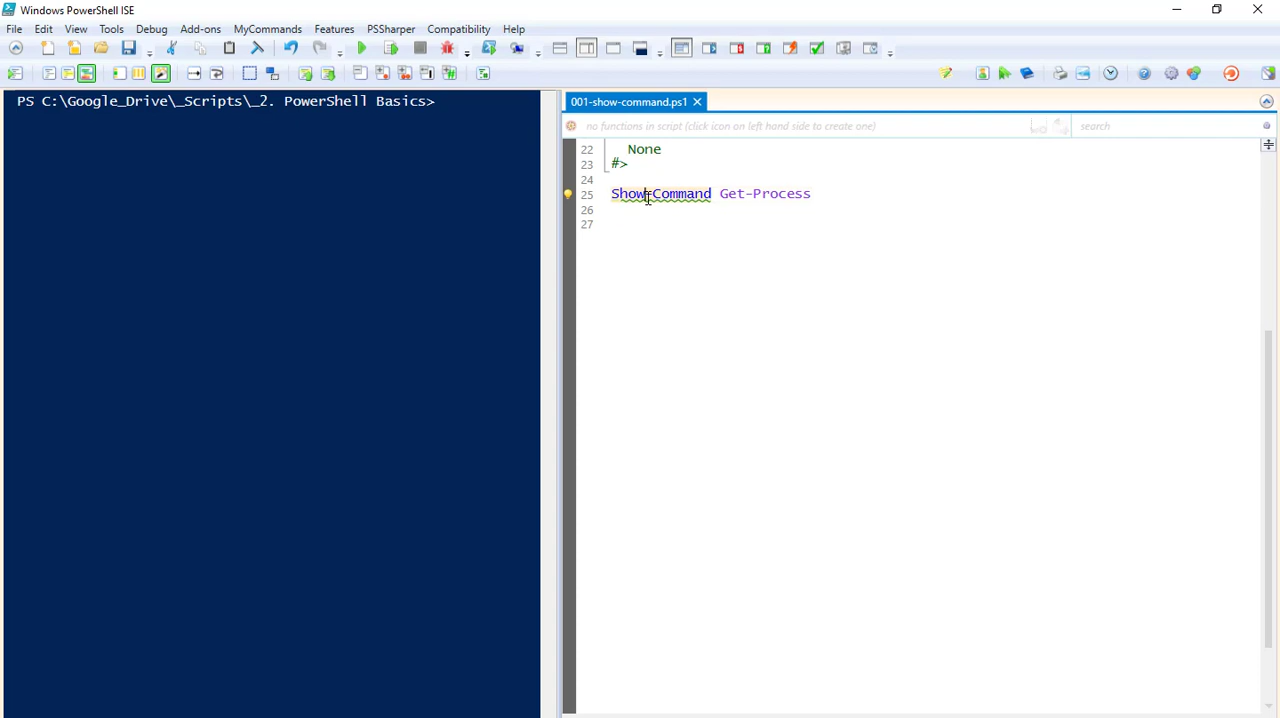 Windows PowerShell ISE
File Edit View Tools Debug Add-ons MyCommands Features PSSharper Compatibility Help
PS C:\Google_Drive\_Scripts\_2. PowerShell Basics>
001-show-command.ps1
no functions in script (click icon on left hand side to create one)
search
22 None
23 #>
24
25 Show-Command Get-Process
26
27